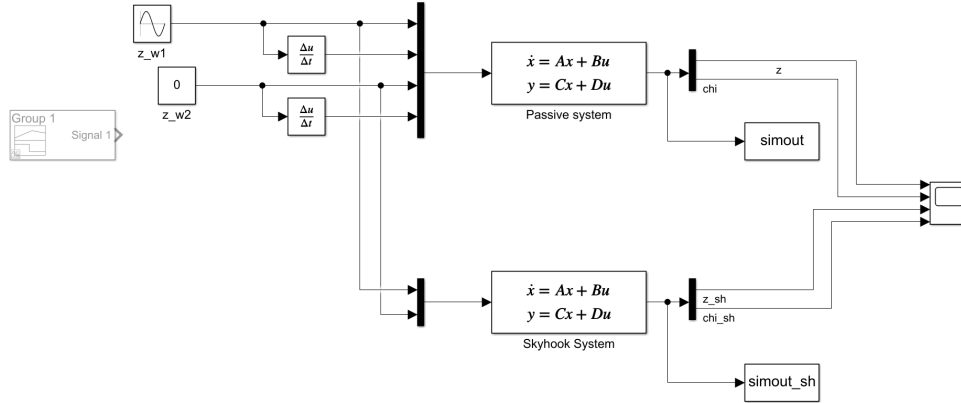 z_w1
Δu
Δt
0
z_w2
Δu
Δt
Group 1
Signal 1
ẋ = Ax + Bu
y = Cx + Du
Passive system
z
chi
simout
ẋ = Ax + Bu
y = Cx + Du
Skyhook System
z_sh
chi_sh
simout_sh